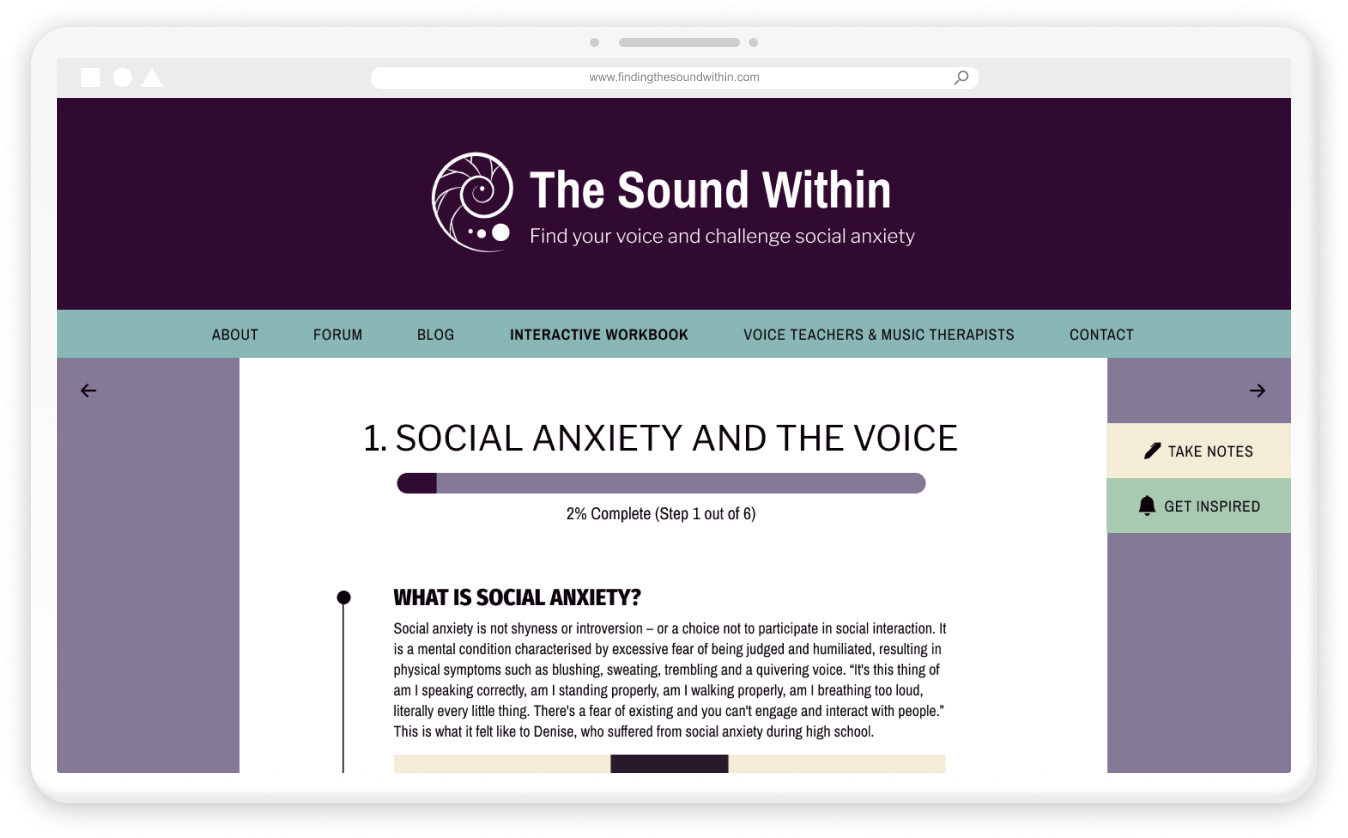 www.findingthesoundwithin.com
The Sound Within
Find your voice and challenge social anxiety
ABOUT FORUM BLOG INTERACTIVE WORKBOOK VOICE TEACHERS & MUSIC THERAPISTS CONTACT
1. SOCIAL ANXIETY AND THE VOICE
TAKE NOTES
GET INSPIRED
2% Complete (Step 1 out of 6)
WHAT IS SOCIAL ANXIETY?
Social anxiety is not shyness or introversion – or a choice not to participate in social interaction. It
is a mental condition characterised by excessive fear of being judged and humiliated, resulting in
physical symptoms such as blushing, sweating, trembling and a quivering voice. “It's this thing of
am I speaking correctly, am I standing properly, am I walking properly, am I breathing too loud,
literally every little thing. There's a fear of existing and you can't engage and interact with people.”
This is what it felt like to Denise, who suffered from social anxiety during high school.